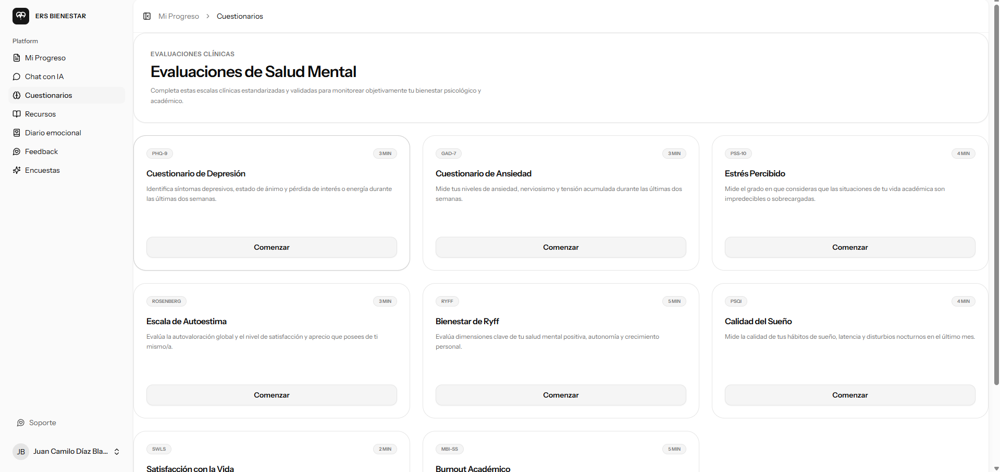 ERS BIENESTAR
Platform
Mi Progreso
Chat con IA
Cuestionarios
Recursos
Diario emocional
Feedback
Encuestas
Soporte
JB
Juan Camilo Díaz Bla...
Mi Progreso > Cuestionarios
EVALUACIONES CLÍNICAS
Evaluaciones de Salud Mental
Completa estas escalas clínicas estandarizadas y validadas para monitorear objetivamente tu bienestar psicológico y
académico.
PHQ-9
3 MIN
Cuestionario de Depresión
Identifica síntomas depresivos, estado de ánimo y pérdida de interés o energía durante
las últimas dos semanas.
Comenzar
GAD-7
3 MIN
Cuestionario de Ansiedad
Mide tus niveles de ansiedad, nerviosismo y tensión acumulada durante las últimas dos
semanas.
Comenzar
PSS-10
4 MIN
Estrés Percibido
Mide el grado en que consideras que las situaciones de tu vida académica son
impredecibles o sobrecargadas.
Comenzar
ROSENBERG
3 MIN
Escala de Autoestima
Evalúa la autovaloración global y el nivel de satisfacción y aprecio que posees de ti
mismo/a.
Comenzar
RYFF
5 MIN
Bienestar de Ryff
Evalúa dimensiones clave de tu salud mental positiva, autonomía y crecimiento
personal.
Comenzar
PSQI
4 MIN
Calidad del Sueño
Mide la calidad de tus hábitos de sueño, latencia y disturbios nocturnos en el último mes.
Comenzar
SWLS
2 MIN
Satisfacción con la Vida
MBI-SS
5 MIN
Burnout Académico